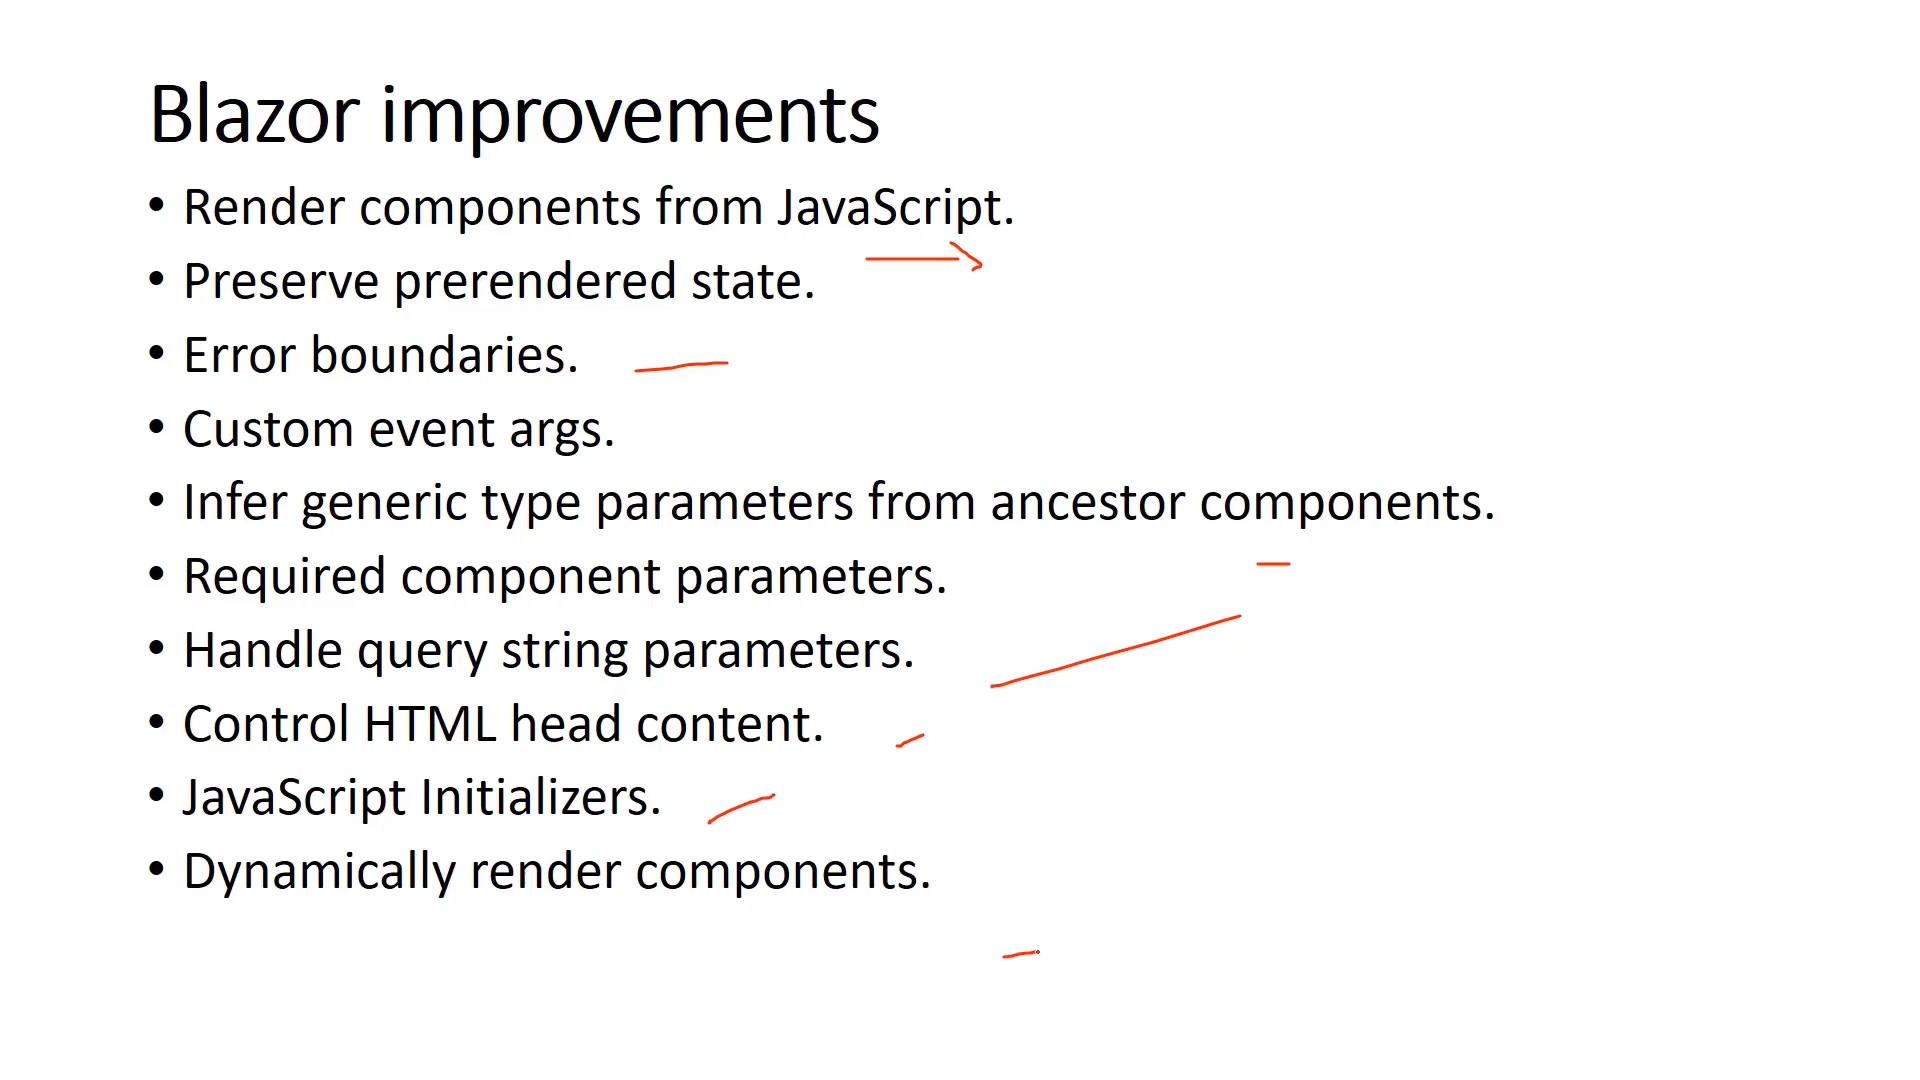 Blazor improvements
• Render components from JavaScript.
• Preserve prerendered state.
• Error boundaries.
• Custom event args.
• Infer generic type parameters from ancestor components.
• Required component parameters.
• Handle query string parameters.
• Control HTML head content.
• JavaScript Initializers.
• Dynamically render components.